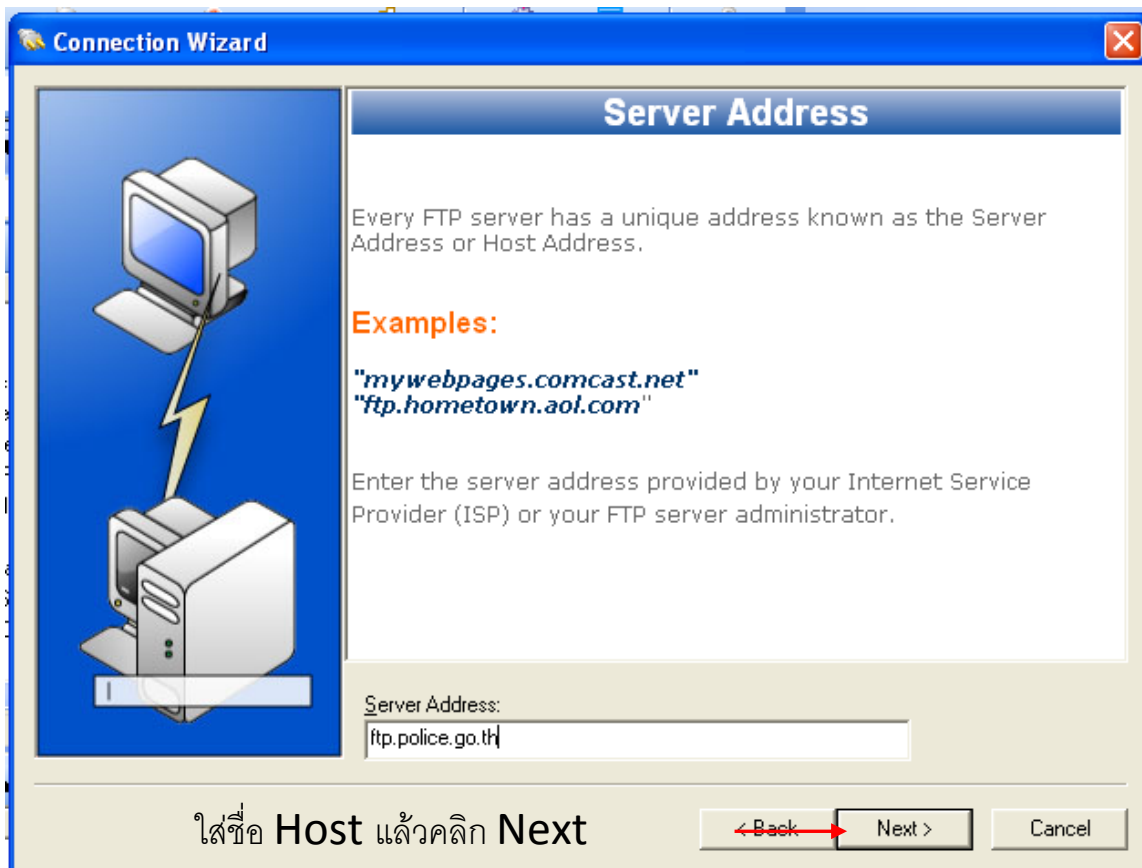 Connection Wizard
Server Address
Every FTP server has a unique address known as the Server
Address or Host Address.
Examples:
"mywebpages.comcast.net"
"ftp.hometown.aol.com"
Enter the server address provided by your Internet Service
Provider (ISP) or your FTP server administrator.
Server Address:
ftp.police.go.th
ใส่ชื่อ Host แล้วคลิก Next
< Back
Next >
Cancel